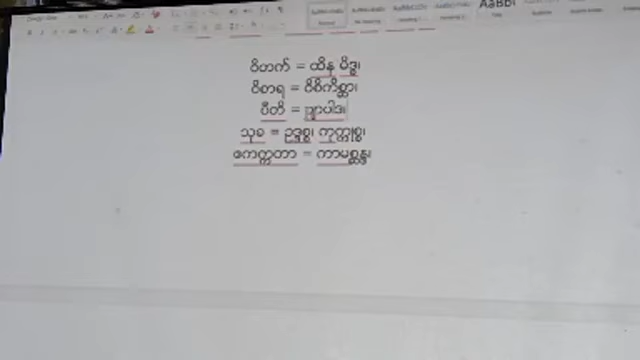 ဝိတက် = ထိန မိဒ္ဓ၊
ဝိစာရ = ဝိစိကိစ္ဆာ၊
ပီတိ = ဗျာပါဒ၊
သုခ = ဥဒ္ဓစ္စ၊ ကုက္ကုစ္စ၊
ဧကဂ္ဂတာ = ကာမစ္ဆန္ဒ၊